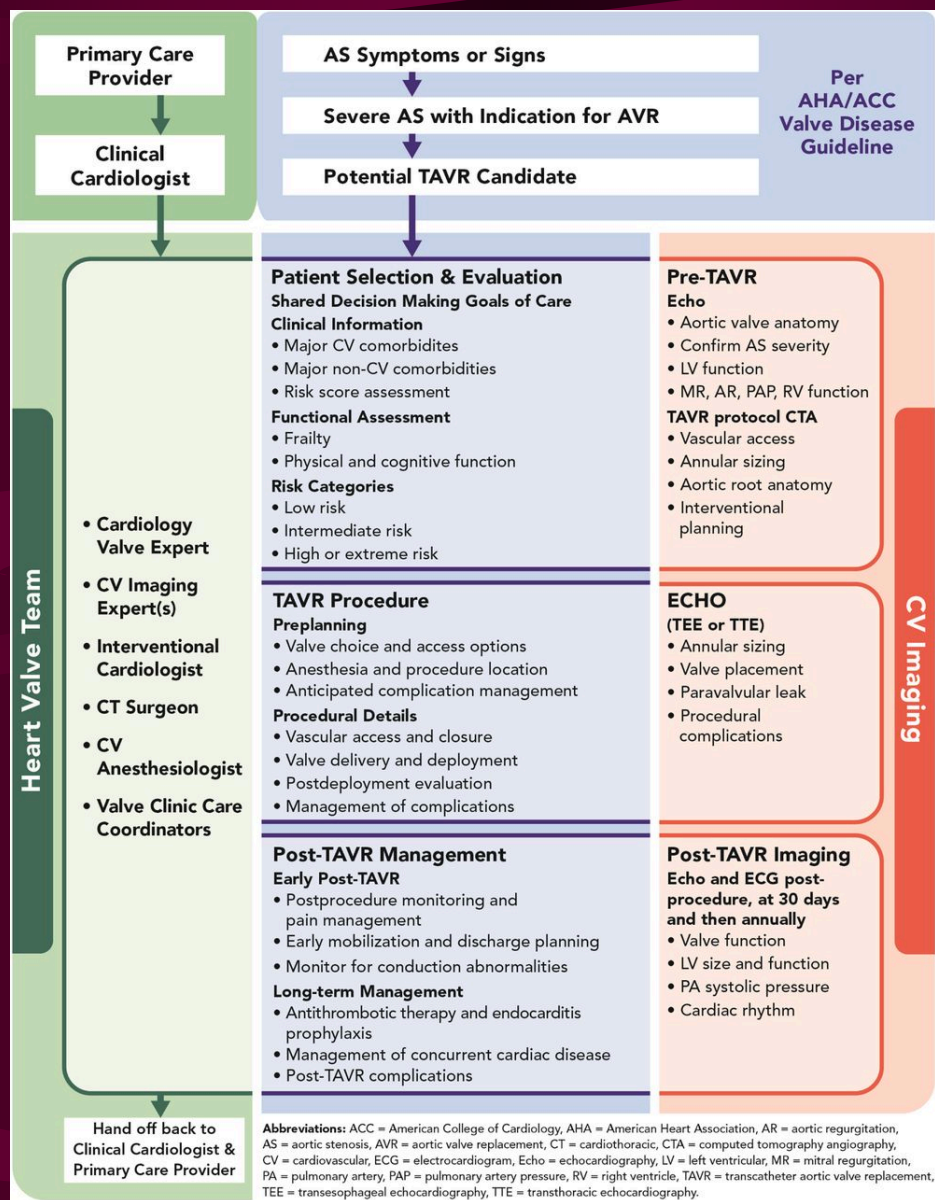 Primary Care
Provider
Clinical
Cardiologist
AS Symptoms or Signs
Severe AS with Indication for AVR
Potential TAVR Candidate
Per
AHA/ACC
Valve Disease
Guideline
Heart Valve Team
• Cardiology
Valve Expert
• CV Imaging
Expert(s)
• Interventional
Cardiologist
• CT Surgeon
• CV
Anesthesiologist
• Valve Clinic Care
Coordinators
Hand off back to
Clinical Cardiologist &
Primary Care Provider
Patient Selection & Evaluation
Shared Decision Making Goals of Care
Clinical Information
• Major CV comorbidites
• Major non-CV comorbidities
• Risk score assessment
Functional Assessment
• Frailty
• Physical and cognitive function
Risk Categories
• Low risk
• Intermediate risk
• High or extreme risk
TAVR Procedure
Preplanning
• Valve choice and access options
• Anesthesia and procedure location
• Anticipated complication management
Procedural Details
• Vascular access and closure
• Valve delivery and deployment
• Postdeployment evaluation
• Management of complications
Post-TAVR Management
Early Post-TAVR
• Postprocedure monitoring and
pain management
• Early mobilization and discharge planning
• Monitor for conduction abnormalities
Long-term Management
• Antithrombotic therapy and endocarditis
prophylaxis
• Management of concurrent cardiac disease
• Post-TAVR complications
Pre-TAVR
Echo
• Aortic valve anatomy
• Confirm AS severity
• LV function
• MR, AR, PAP, RV function
TAVR protocol CTA
• Vascular access
• Annular sizing
• Aortic root anatomy
• Interventional
planning
ECHO
(TEE or TTE)
• Annular sizing
• Valve placement
• Paravalvular leak
• Procedural
complications
Post-TAVR Imaging
Echo and ECG post-
procedure, at 30 days
and then annually
• Valve function
• LV size and function
• PA systolic pressure
• Cardiac rhythm
CV Imaging
Abbreviations: ACC = American College of Cardiology, AHA = American Heart Association, AR = aortic regurgitation,
AS = aortic stenosis, AVR = aortic valve replacement, CT = cardiothoracic, CTA = computed tomography angiography,
CV = cardiovascular, ECG = electrocardiogram, Echo = echocardiography, LV = left ventricular, MR = mitral regurgitation,
PA = pulmonary artery, PAP = pulmonary artery pressure, RV = right ventricle, TAVR = transcatheter aortic valve replacement,
TEE = transesophageal echocardiography, TTE = transthoracic echocardiography.